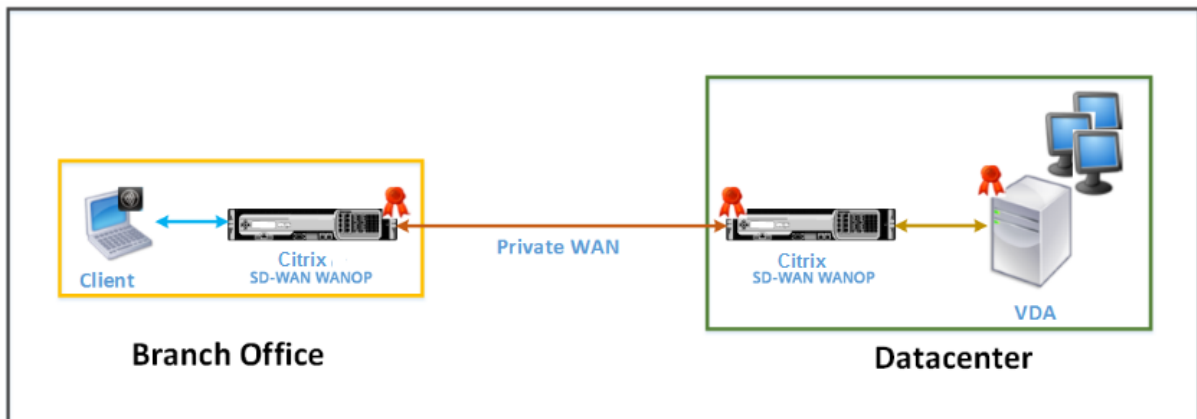 Client
Citrix
SD-WAN WANOP
Private WAN
Citrix
SD-WAN WANOP
VDA
Branch Office
Datacenter